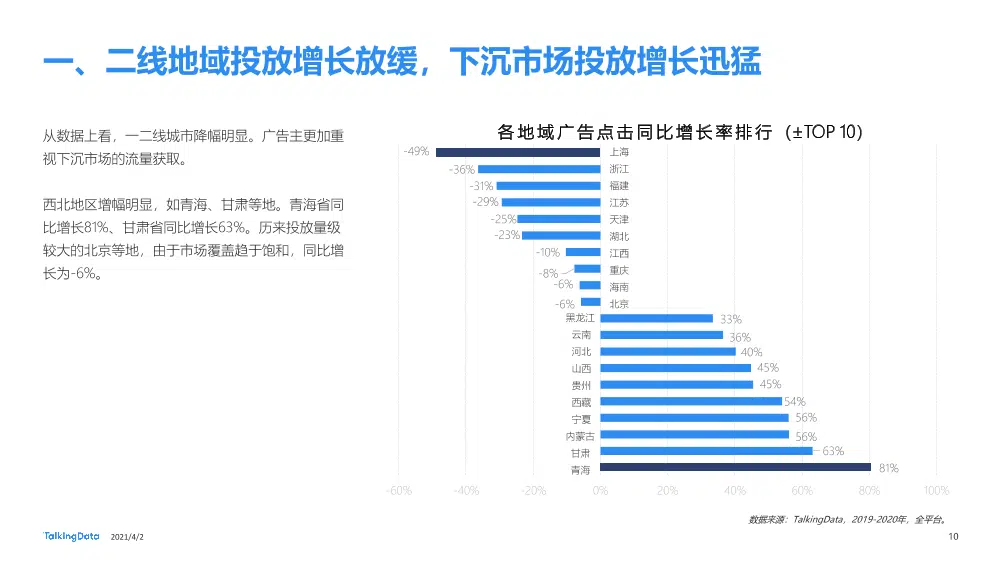 一、二线地域投放增长放缓，下沉市场投放增长迅猛
从数据上看，一二线城市降幅明显。广告主更加重
视下沉市场的流量获取。
西北地区增幅明显，如青海、甘肃等地。青海省同
比增长81%、甘肃省同比增长63%。历来投放量级
较大的北京等地，由于市场覆盖趋于饱和，同比增
长为-6%。
各地域广告点击同比增长率排行（±TOP 10）
-49% 上海
-36% 浙江
-31% 福建
-29% 江苏
-25% 天津
-23% 湖北
-10% 江西
-8% 重庆
-6% 海南
-6% 北京
黑龙江 33%
云南 36%
河北 40%
山西 45%
贵州 45%
西藏 54%
宁夏 56%
内蒙古 56%
甘肃 63%
青海 81%
-60% -40% -20% 0% 20% 40% 60% 80% 100%
数据来源：TalkingData，2019-2020年，全平台。
TalkingData 2021/4/2 10